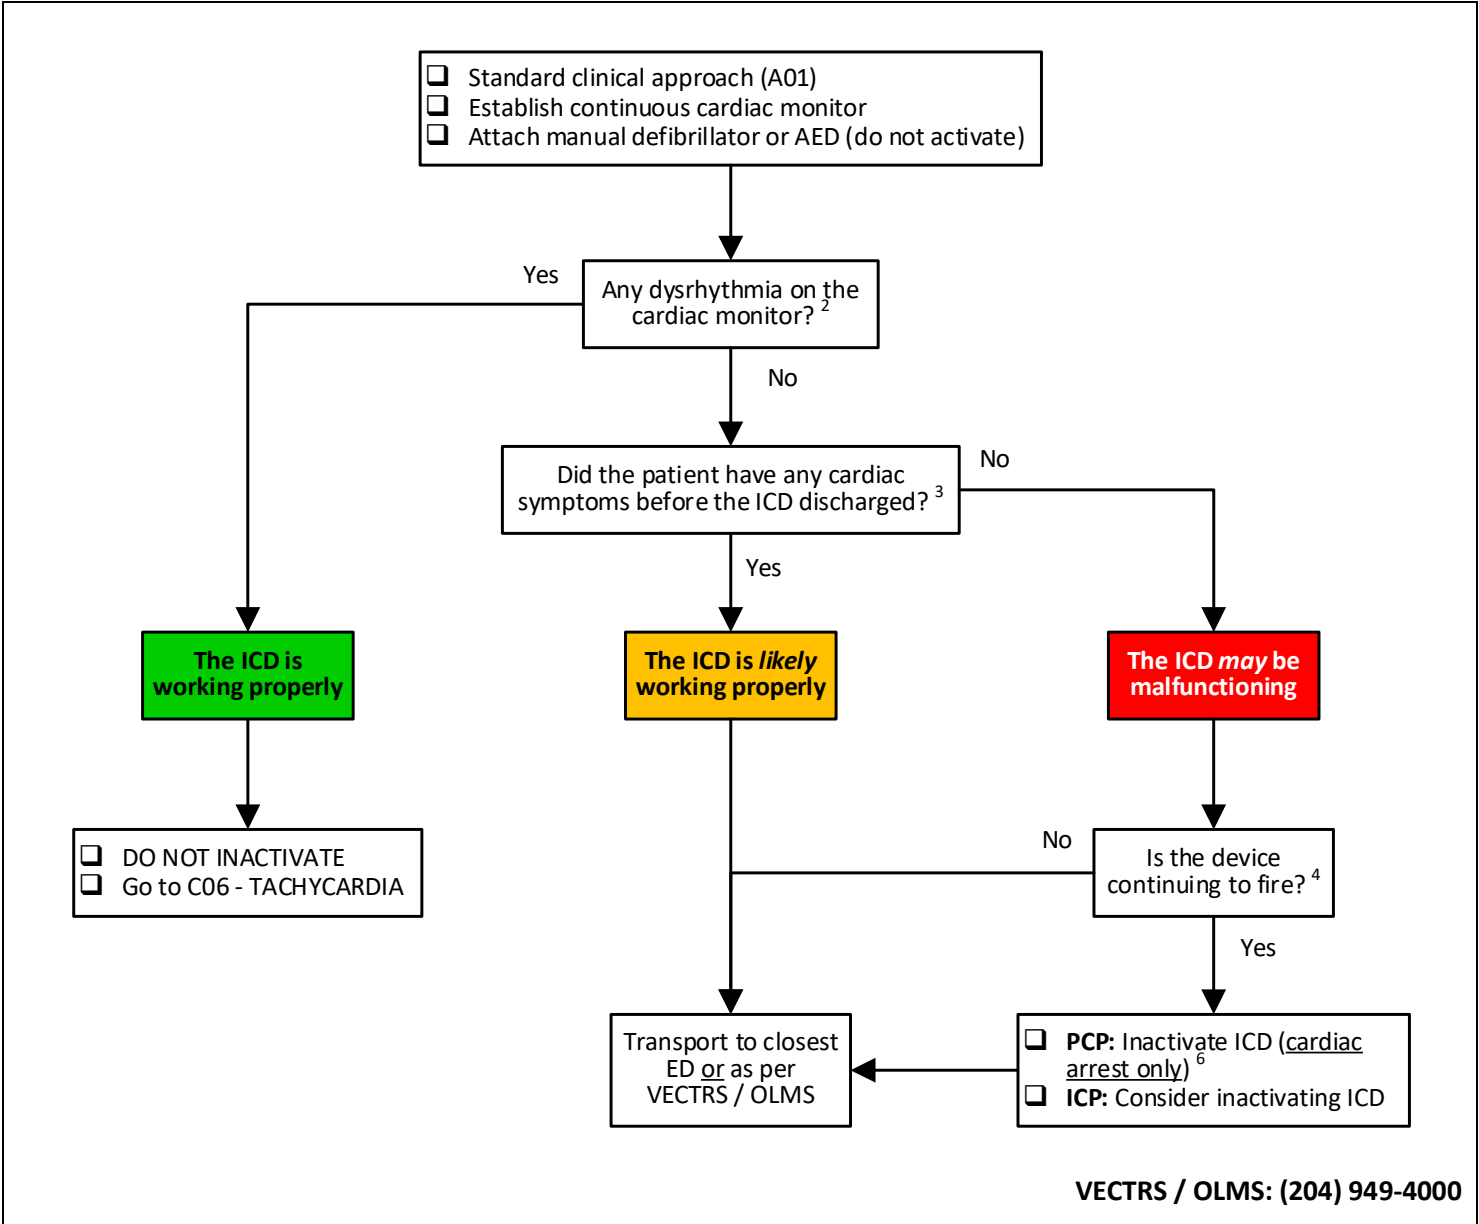 ❑ Standard clinical approach (A01)
❑ Establish continuous cardiac monitor
❑ Attach manual defibrillator or AED (do not activate)
Yes
Any dysrhythmia on the
cardiac monitor? 2
No
Did the patient have any cardiac
symptoms before the ICD discharged? 3
No
Yes
The ICD is
working properly
The ICD is likely
working properly
The ICD may be
malfunctioning
❑ DO NOT INACTIVATE
❑ Go to C06 - TACHYCARDIA
No
Is the device
continuing to fire? 4
Yes
Transport to closest
ED or as per
VECTRS / OLMS
❑ PCP: Inactivate ICD (cardiac
arrest only) 6
❑ ICP: Consider inactivating ICD
VECTRS / OLMS: (204) 949-4000